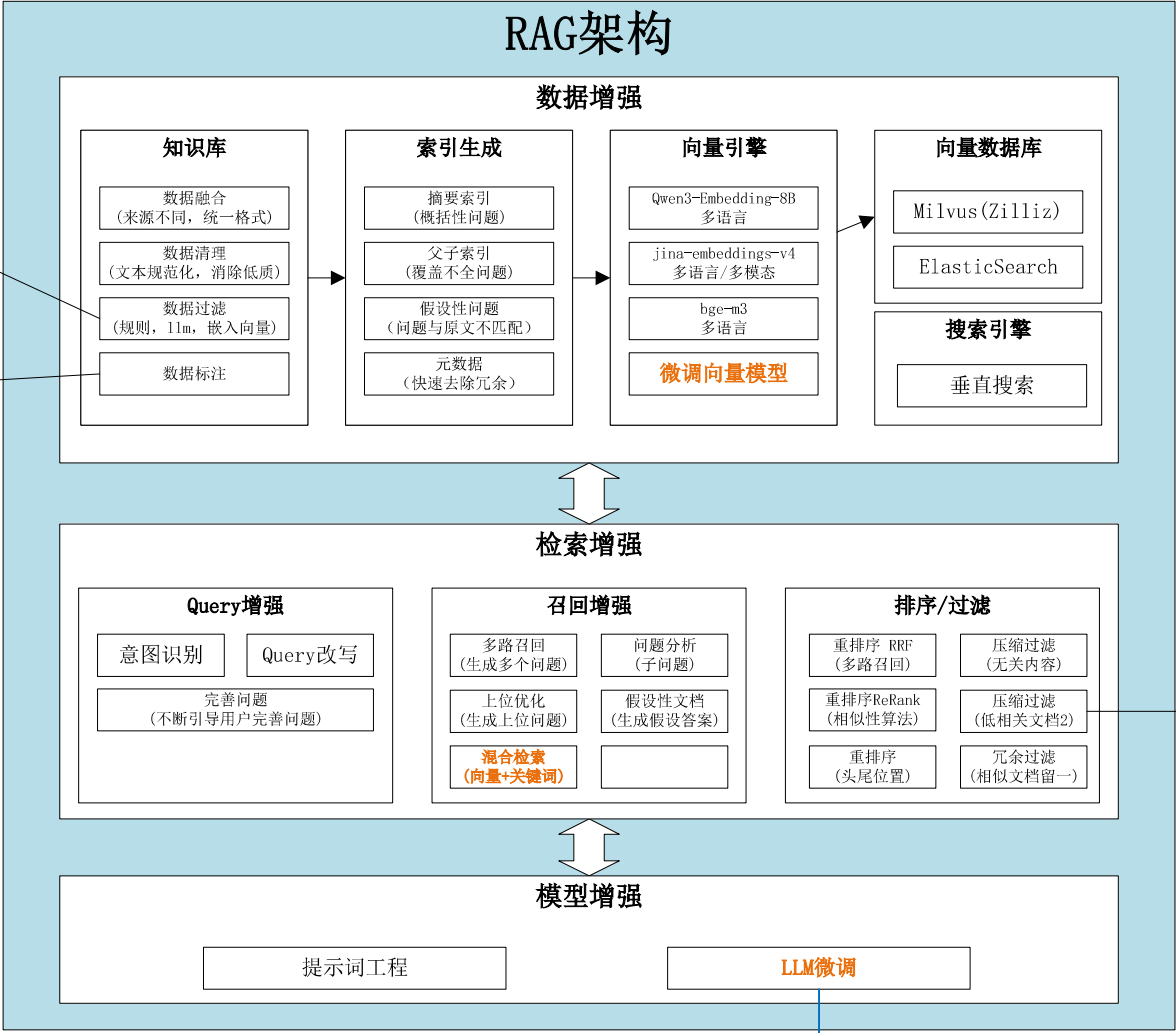 RAG架构
数据增强
知识库
数据融合
(来源不同，统一格式)
数据清理
(文本规范化，消除低质)
数据过滤
(规则，llm，嵌入向量)
数据标注
索引生成
摘要索引
(概括性问题)
父子索引
(覆盖不全问题)
假设性问题
（问题与原文不匹配）
元数据
（快速去除冗余）
向量引擎
Qwen3-Embedding-8B
多语言
jina-embeddings-v4
多语言/多模态
bge-m3
多语言
微调向量模型
向量数据库
Milvus(Zilliz)
ElasticSearch
搜索引擎
垂直搜索
检索增强
Query增强
意图识别
Query改写
完善问题
(不断引导用户完善问题)
召回增强
多路召回
(生成多个问题)
问题分析
(子问题)
上位优化
(生成上位问题)
假设性文档
(生成假设答案)
混合检索
(向量+关键词)
排序/过滤
重排序 RRF
(多路召回)
压缩过滤
(无关内容)
重排序ReRank
(相似性算法)
压缩过滤
(低相关文档2)
重排序
(头尾位置)
冗余过滤
(相似文档留一)
模型增强
提示词工程
LLM微调